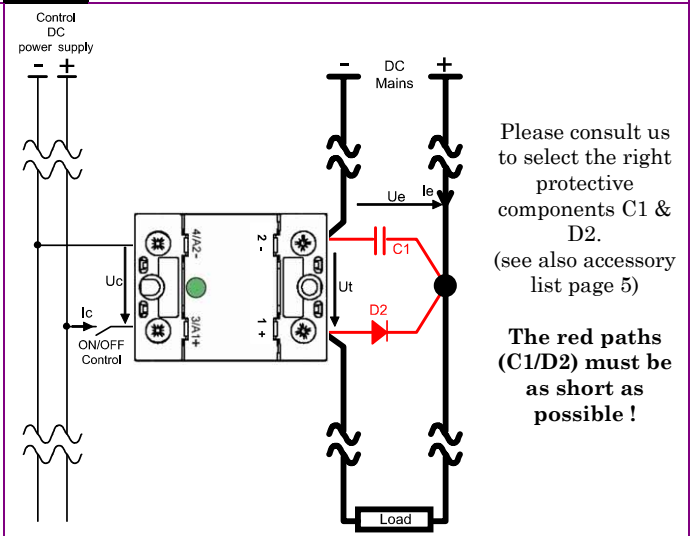 Control
DC
power supply
- +
- DC +
Mains
Ue Ie
4/A2-
2 -
C1
Uc
Ut
D2
Ic
3/A1+
1 +
ON/OFF
Control
Load
Please consult us
to select the right
protective
components C1 &
D2.
(see also accessory
list page 5)
The red paths
(C1/D2) must be
as short as
possible !